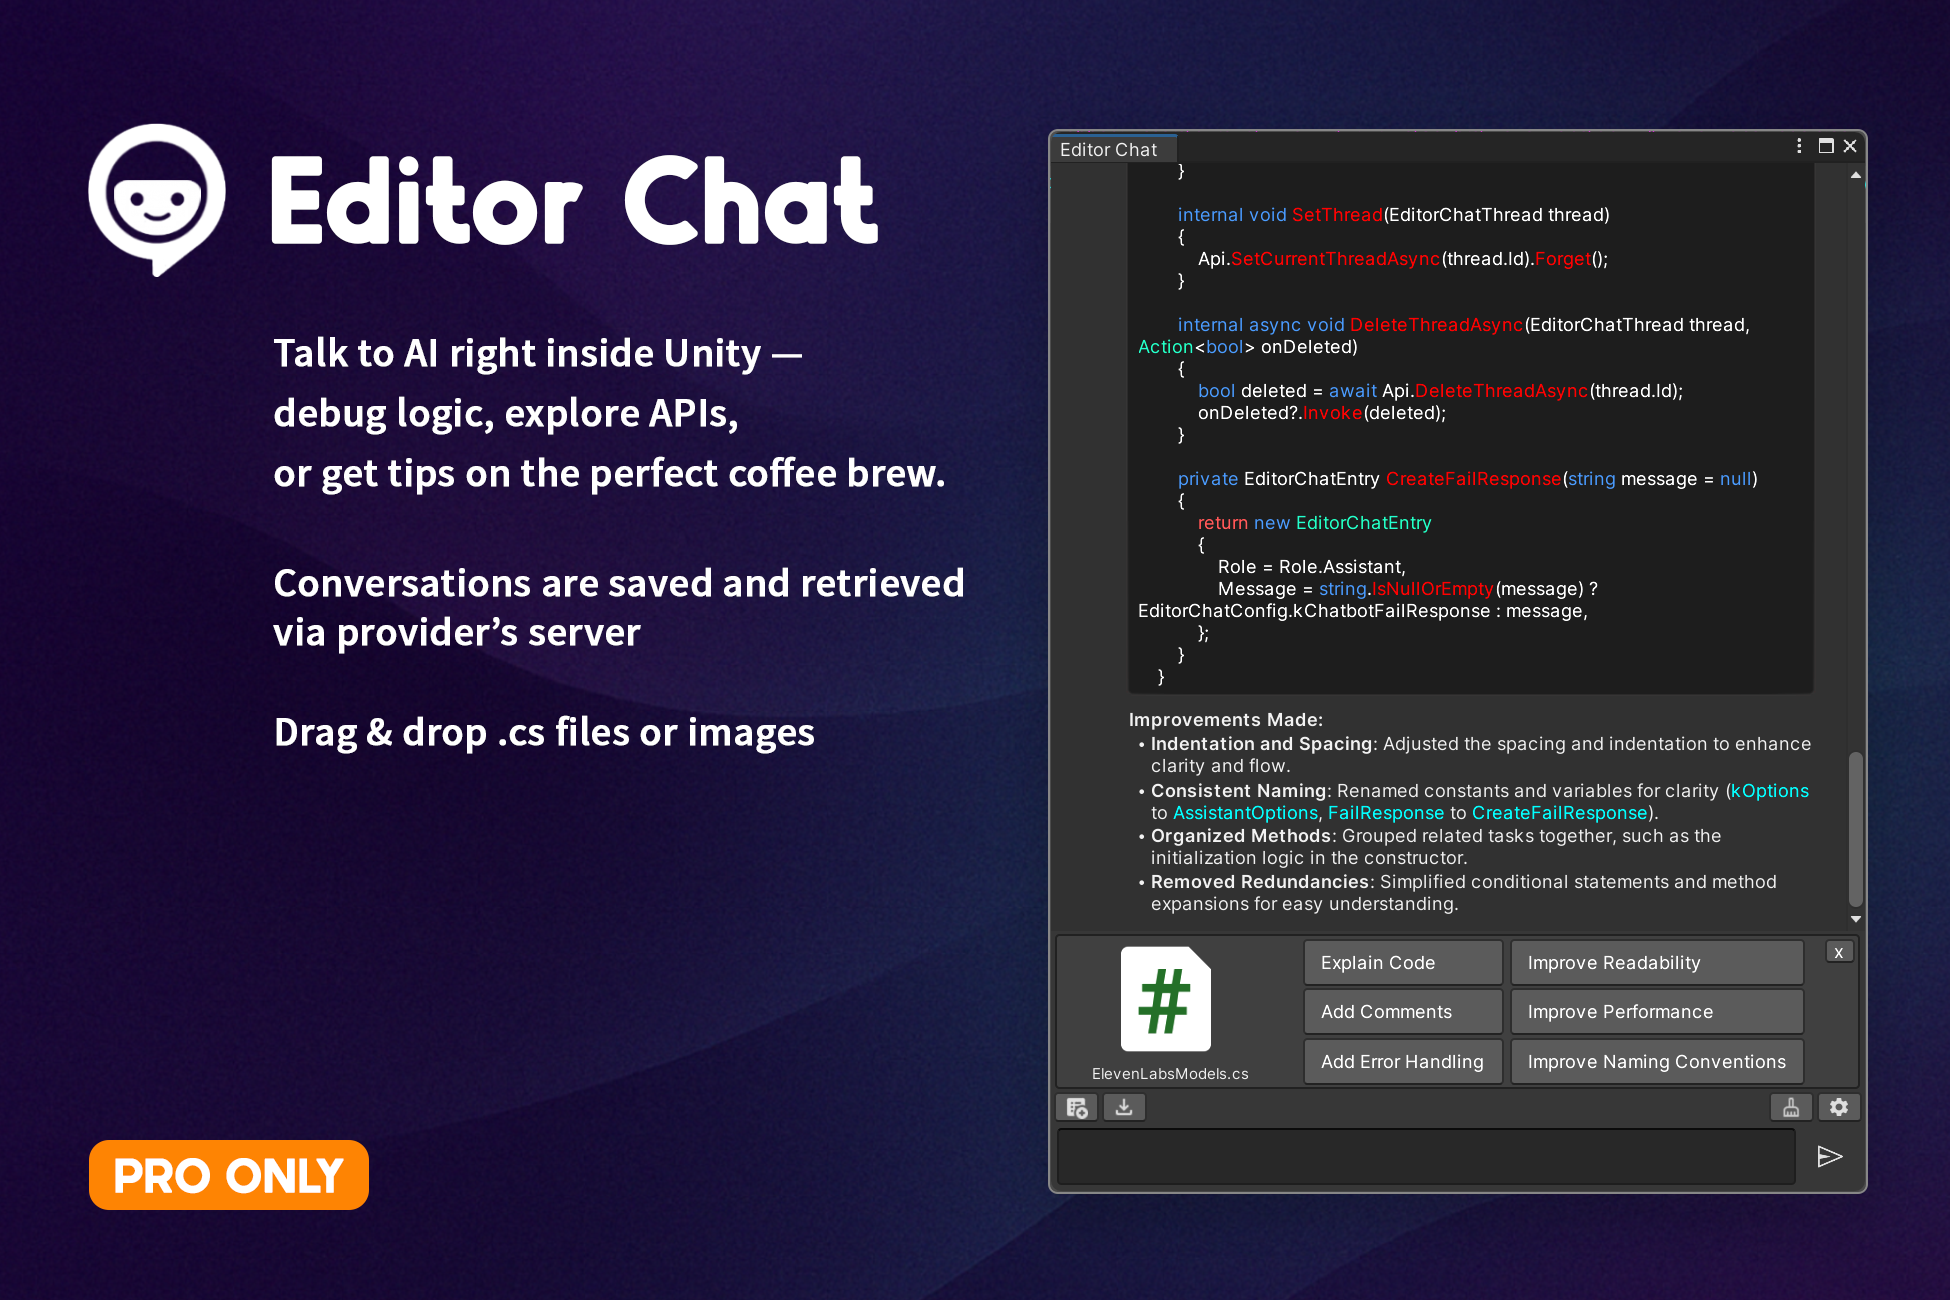 Editor Chat
Talk to AI right inside Unity —
debug logic, explore APIs,
or get tips on the perfect coffee brew.
Conversations are saved and retrieved
via provider’s server
Drag & drop .cs files or images
PRO ONLY
Editor Chat
}
internal void SetThread(EditorChatThread thread)
{
Api.SetCurrentThreadAsync(thread.Id).Forget();
}
internal async void DeleteThreadAsync(EditorChatThread thread,
Action<bool> onDeleted)
{
bool deleted = await Api.DeleteThreadAsync(thread.Id);
onDeleted?.Invoke(deleted);
}
private EditorChatEntry CreateFailResponse(string message = null)
{
return new EditorChatEntry
{
Role = Role.Assistant,
Message = string.IsNullOrEmpty(message) ?
EditorChatConfig.kChatbotFailResponse : message,
};
}
}
Improvements Made:
• Indentation and Spacing: Adjusted the spacing and indentation to enhance
clarity and flow.
• Consistent Naming: Renamed constants and variables for clarity (kOptions
to AssistantOptions, FailResponse to CreateFailResponse).
• Organized Methods: Grouped related tasks together, such as the
initialization logic in the constructor.
• Removed Redundancies: Simplified conditional statements and method
expansions for easy understanding.
#
ElevenLabsModels.cs
Explain Code
Improve Readability
x
Add Comments
Improve Performance
Add Error Handling
Improve Naming Conventions